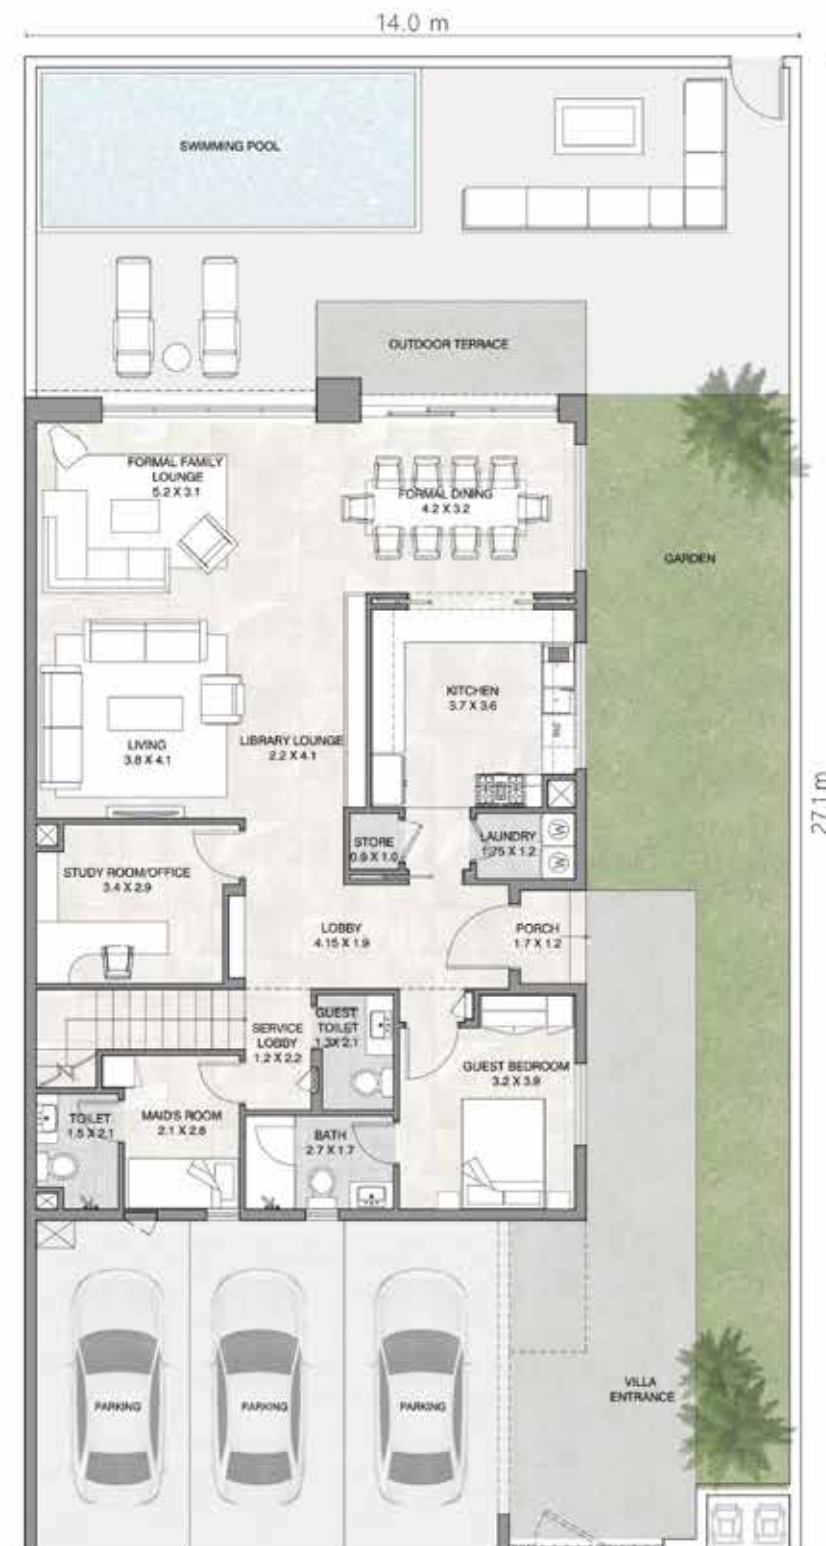 14.0 m
SWIMMING POOL
OUTDOOR TERRACE
FORMAL FAMILY
LOUNGE
5.2 X 3.1
FORMAL DINING
4.2 X 3.2
GARDEN
KITCHEN
3.7 X 3.6
LIVING
3.8 X 4.1
LIBRARY LOUNGE
2.2 X 4.1
27.1 m
STORE
0.9 X 1.0
LAUNDRY
1.75 X 1.2
W
W
STUDY ROOM/OFFICE
3.4 X 2.9
LOBBY
4.15 X 1.9
PORCH
1.7 X 1.2
SERVICE
LOBBY
1.2 X 2.2
GUEST
TOILET
1.3X 2.1
GUEST BEDROOM
3.2 X 3.9
TOILET
1.5 X 2.1
MAID'S ROOM
2.1 X 2.8
BATH
2.7 X 1.7
PARKING
PARKING
PARKING
VILLA
ENTRANCE